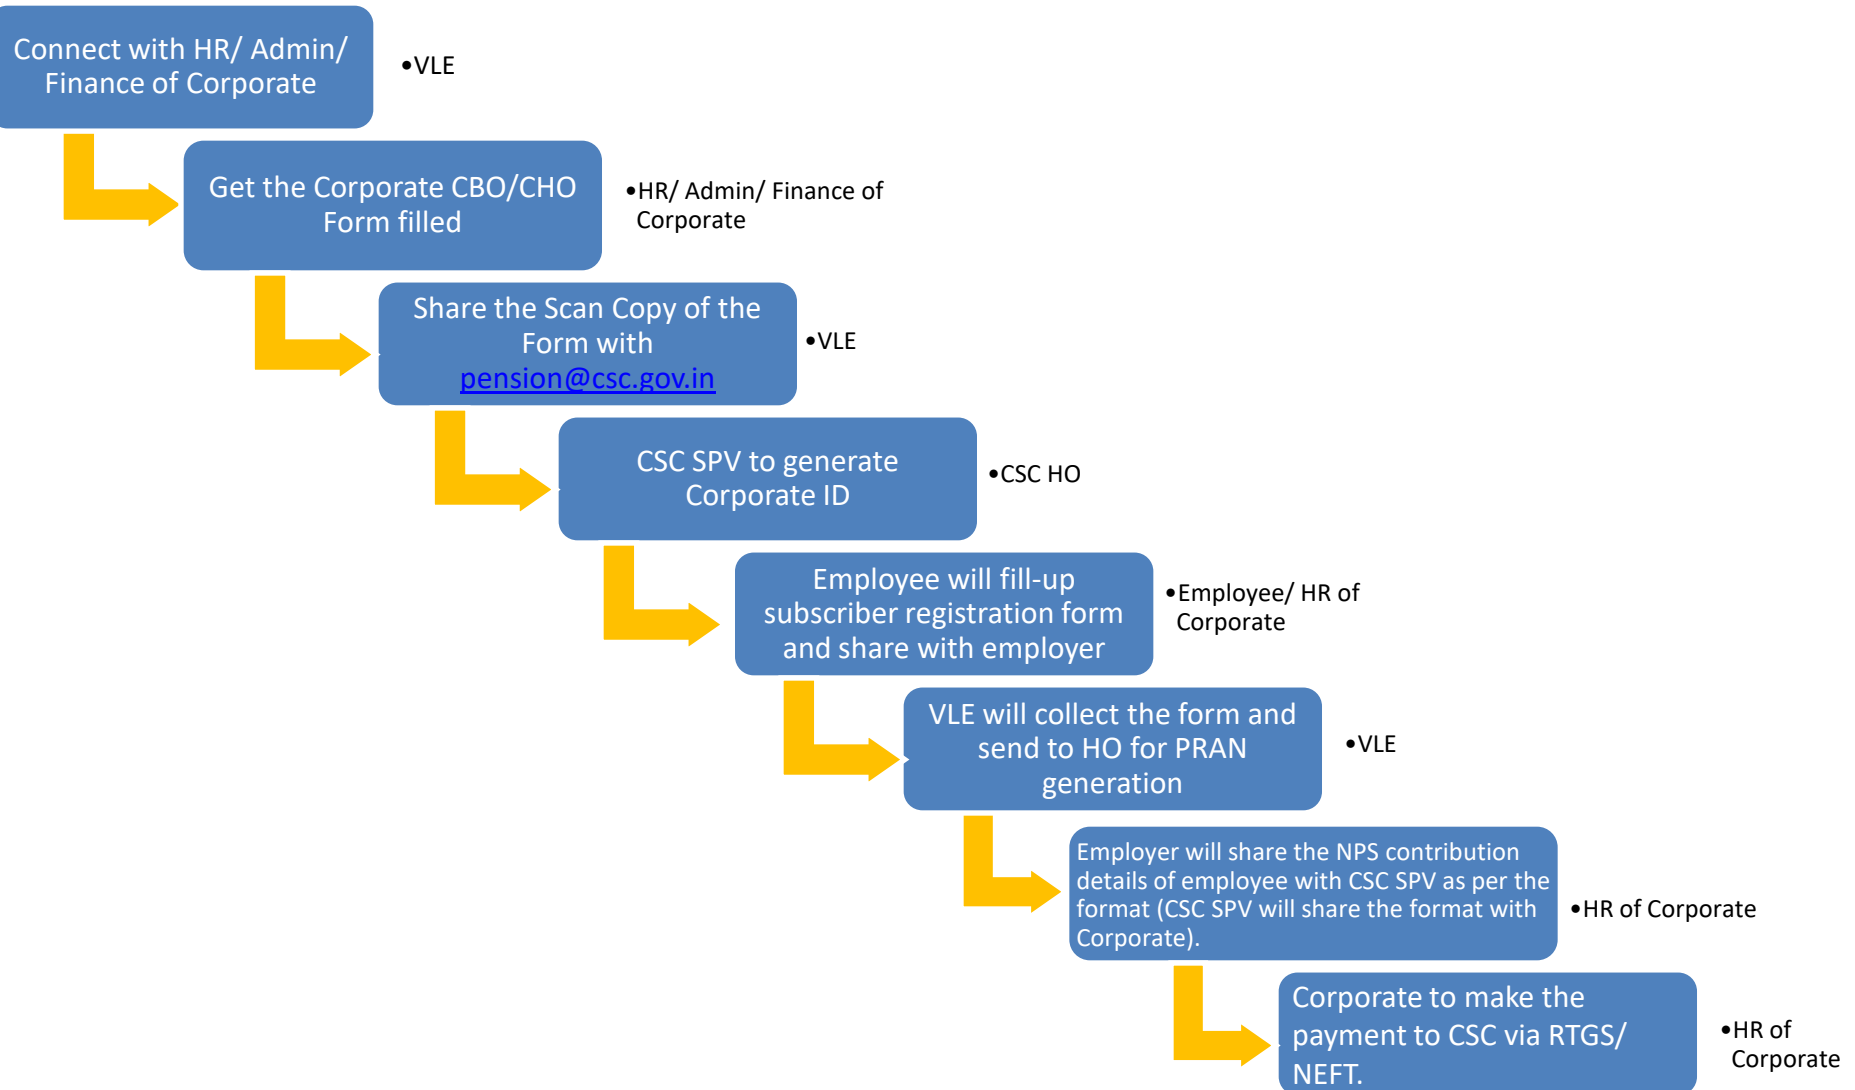 Connect with HR/ Admin/
Finance of Corporate
•VLE
Get the Corporate CBO/CHO
Form filled
•HR/ Admin/ Finance of
Corporate
Share the Scan Copy of the
Form with
pension@csc.gov.in
•VLE
CSC SPV to generate
Corporate ID
•CSC HO
Employee will fill-up
subscriber registration form
and share with employer
•Employee/ HR of
Corporate
VLE will collect the form and
send to HO for PRAN
generation
•VLE
Employer will share the NPS contribution
details of employee with CSC SPV as per the
format (CSC SPV will share the format with
Corporate).
•HR of Corporate
Corporate to make the
payment to CSC via RTGS/
NEFT.
•HR of
Corporate